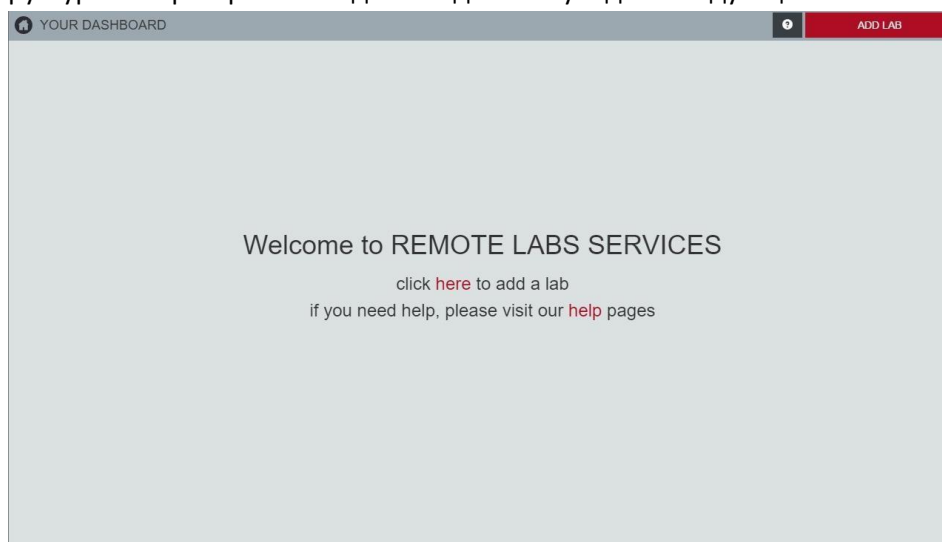 YOUR DASHBOARD
ADD LAB
Welcome to REMOTE LABS SERVICES
click here to add a lab
if you need help, please visit our help pages